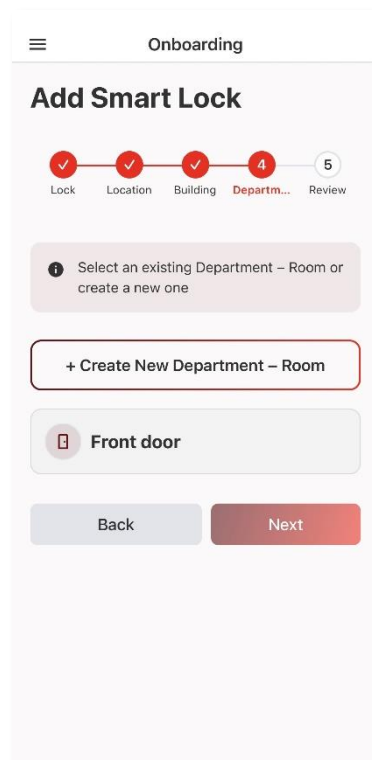 Onboarding
Add Smart Lock
4
5
Lock
Location
Building
Departm...
Review
Select an existing Department – Room or
create a new one
+ Create New Department – Room
Front door
Back
Next